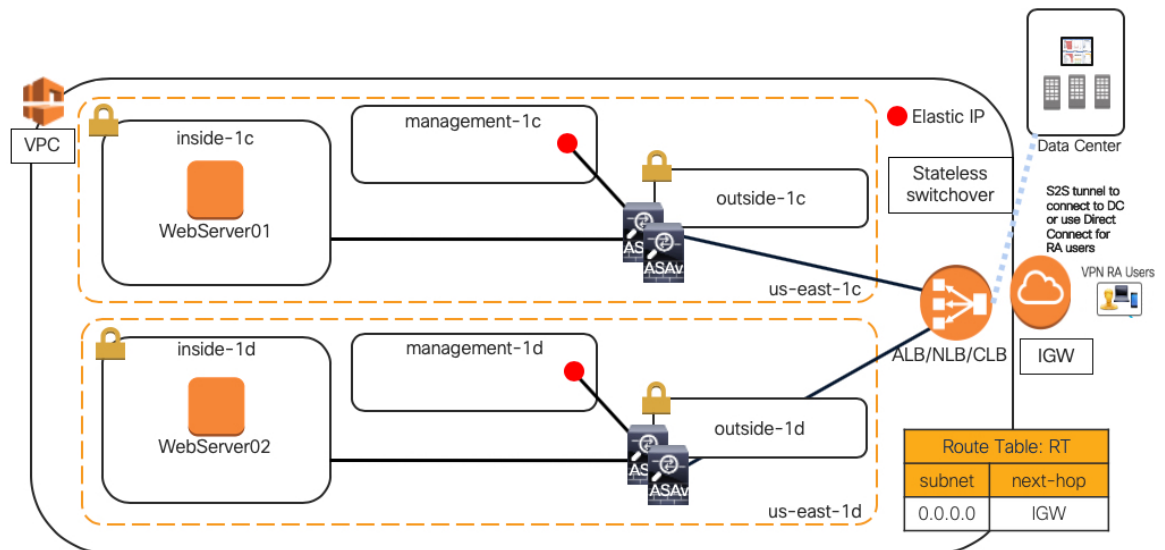 VPC
inside-1c
WebServer01
management-1c
outside-1c
ASAv
us-east-1c
inside-1d
WebServer02
management-1d
outside-1d
ASAv
us-east-1d
Elastic IP
Stateless
switchover
ALB/NLB/CLB
Data Center
S2S tunnel to
connect to DC
or use Direct
Connect for
RA users
VPN RA Users
IGW
Route Table: RT
subnet next-hop
0.0.0.0 IGW